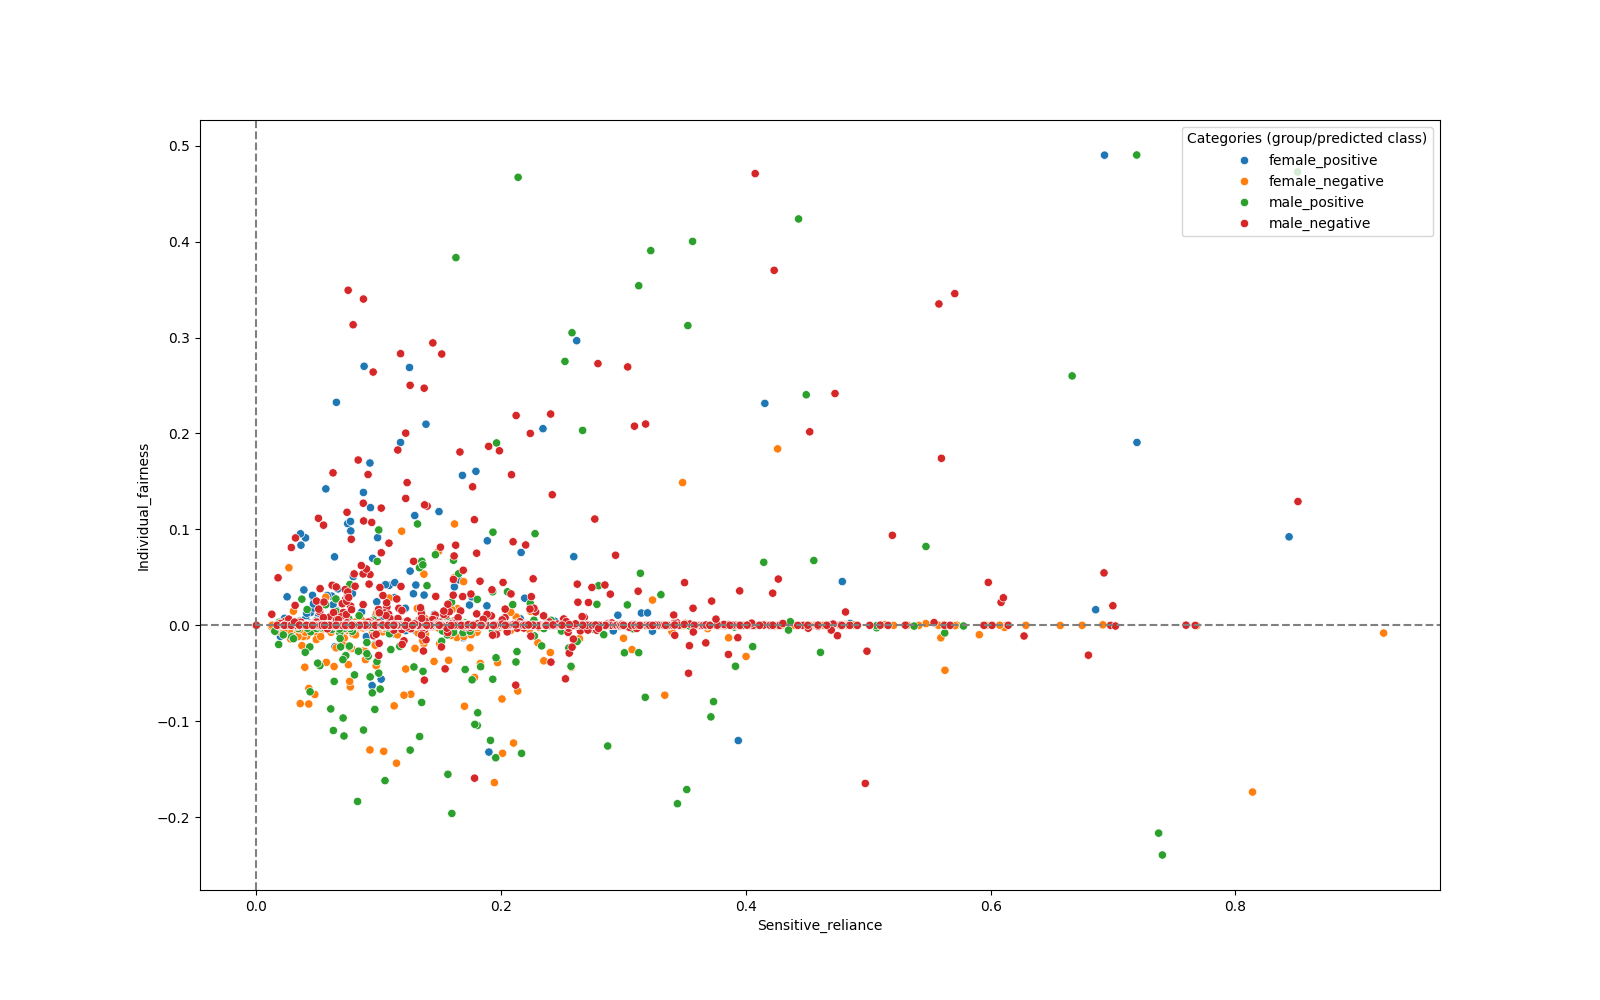 Categories (group/predicted class)
female_positive
female_negative
male_positive
male_negative
0.5
0.4
0.3
0.2
0.1
0.0
−0.1
−0.2
Individual_fairness
0.0
0.2
0.4
0.6
0.8
Sensitive_reliance